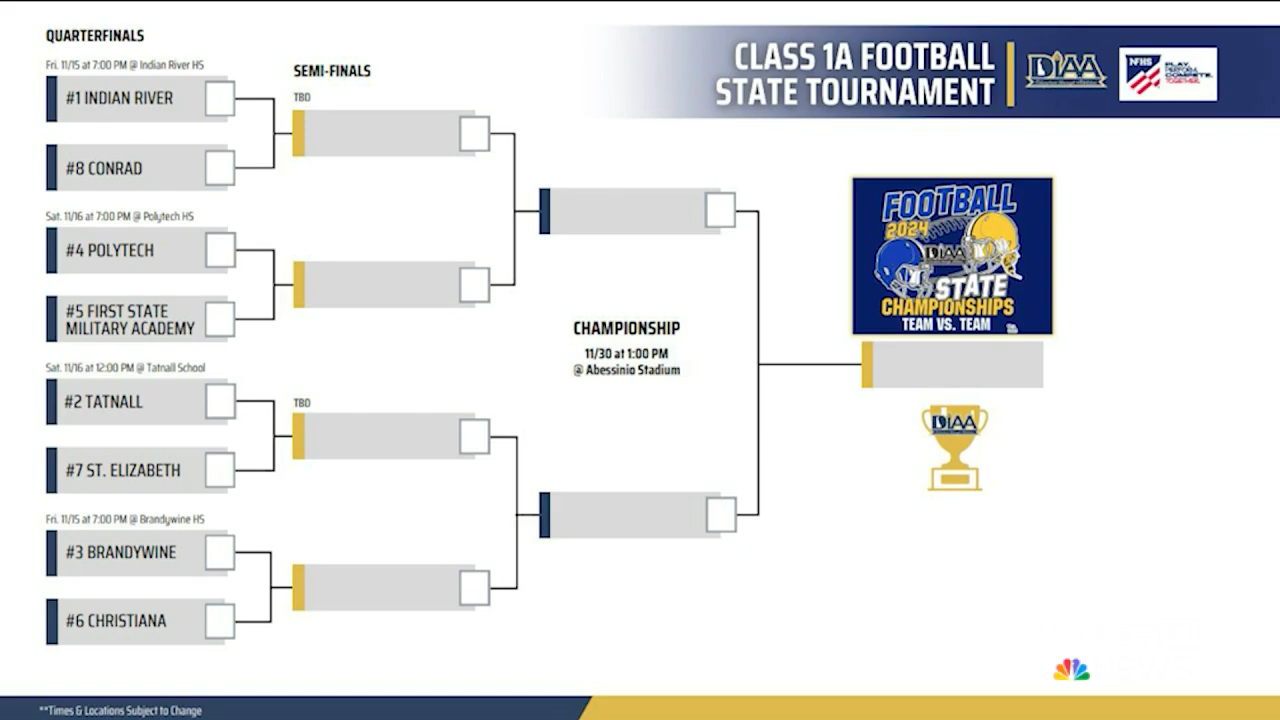 QUARTERFINALS
Fri. 11/15 at 7:00 PM @ Indian River HS
#1 INDIAN RIVER
#8 CONRAD
Sat. 11/16 at 7:00 PM @ Polytech HS
#4 POLYTECH
#5 FIRST STATE
MILITARY ACADEMY
Sat. 11/16 at 12:00 PM @ Tatnall School
#2 TATNALL
#7 ST. ELIZABETH
Fri. 11/15 at 7:00 PM @ Brandywine HS
#3 BRANDYWINE
#6 CHRISTIANA
SEMI-FINALS
TBD
TBD
CHAMPIONSHIP
11/30 at 1:00 PM
@ Abessinio Stadium
CLASS 1A FOOTBALL
STATE TOURNAMENT
DIAA
NFHS
PLAY.
PERFORM.
COMPETE.
TOGETHER.
FOOTBALL
2024
DIAA
STATE
CHAMPIONSHIPS
TEAM VS. TEAM
DIAA
**Times & Locations Subject to Change